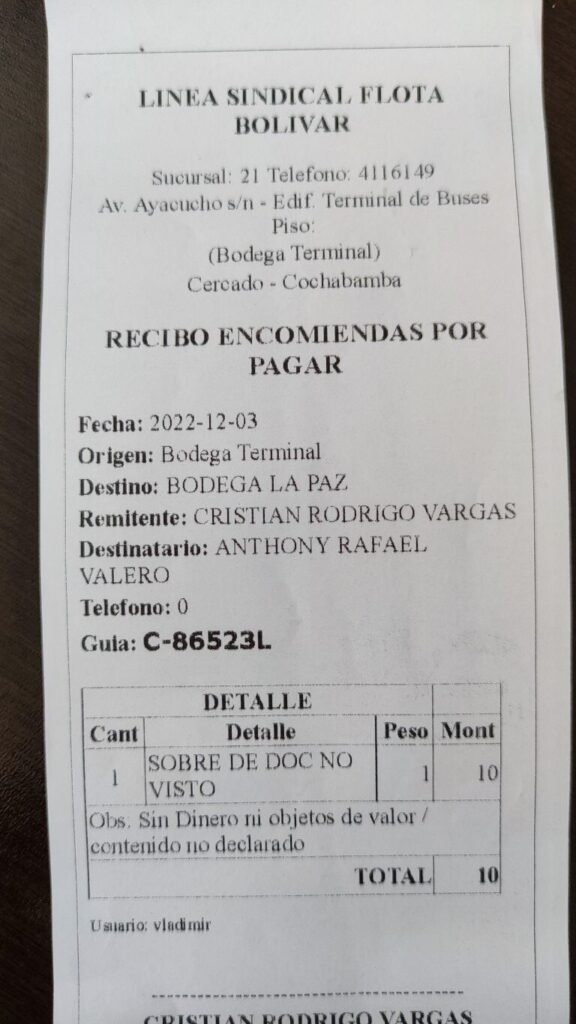 LINEA SINDICAL FLOTA
BOLIVAR
Sucursal: 21 Telefono: 4116149
Av. Ayacucho s/n - Edif. Terminal de Buses
Piso:
(Bodega Terminal)
Cercado - Cochabamba
RECIBO ENCOMIENDAS POR
PAGAR
Fecha: 2022-12-03
Origen: Bodega Terminal
Destino: BODEGA LA PAZ
Remitente: CRISTIAN RODRIGO VARGAS
Destinatario: ANTHONY RAFAEL
VALERO
Telefono: 0
Guia: C-86523L
DETALLE
Cant Detalle Peso Mont
1 SOBRE DE DOC NO VISTO 1 10
Obs. Sin Dinero ni objetos de valor /
contenido no declarado
TOTAL 10
Usuario: vladimir
CRISTIAN RODRIGO VARGAS